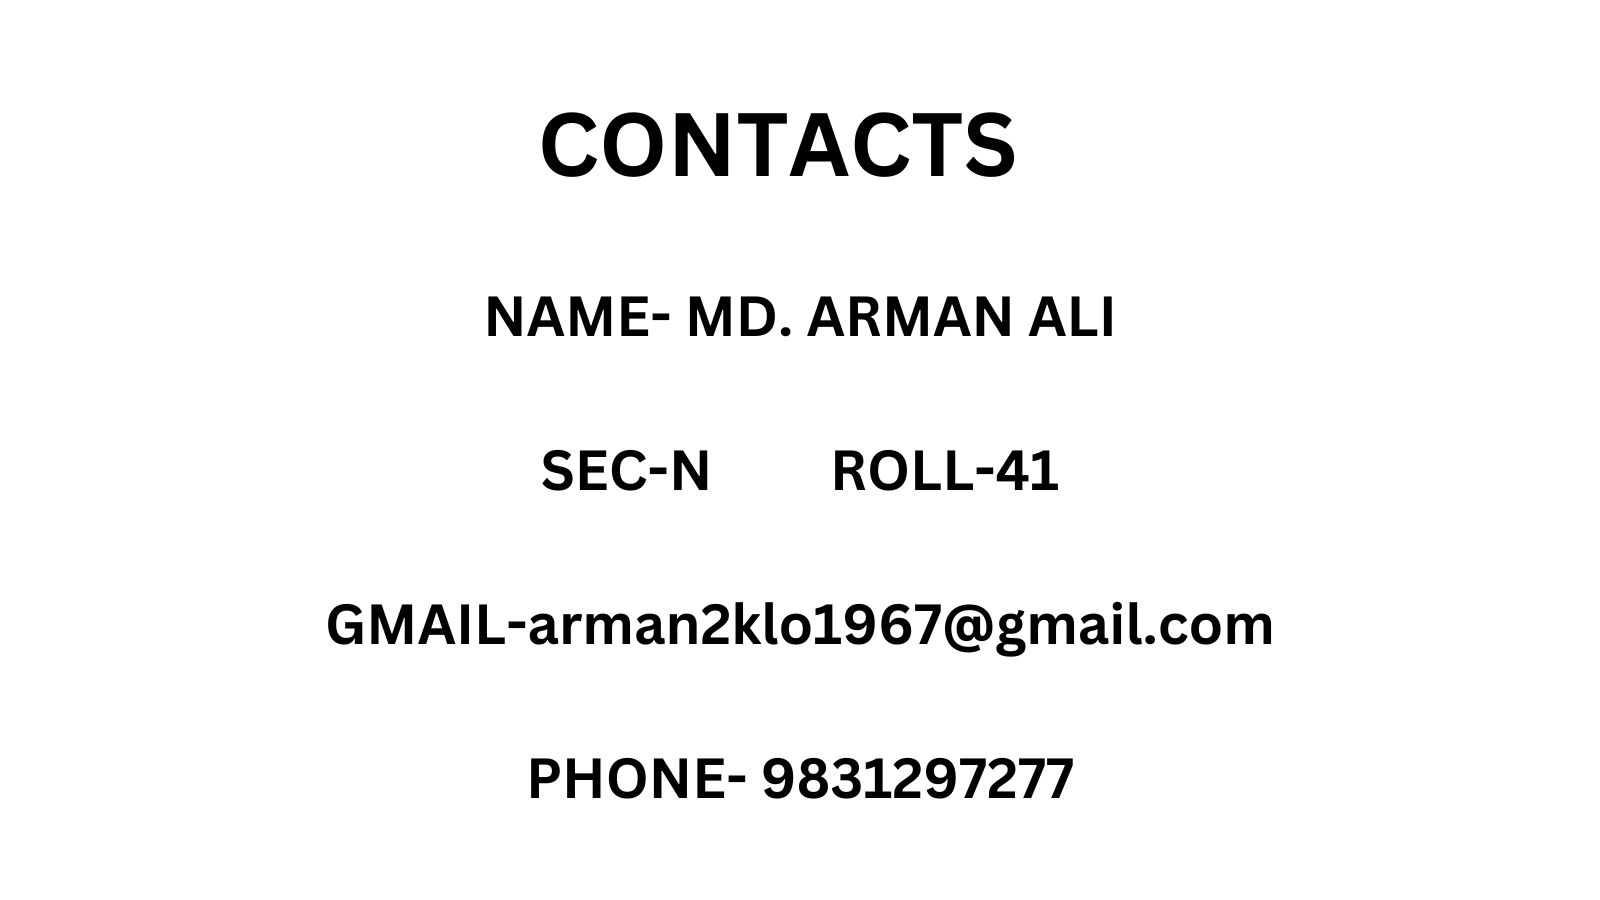 CONTACTS
NAME- MD. ARMAN ALI
SEC-N ROLL-41
GMAIL-arman2klo1967@gmail.com
PHONE- 9831297277